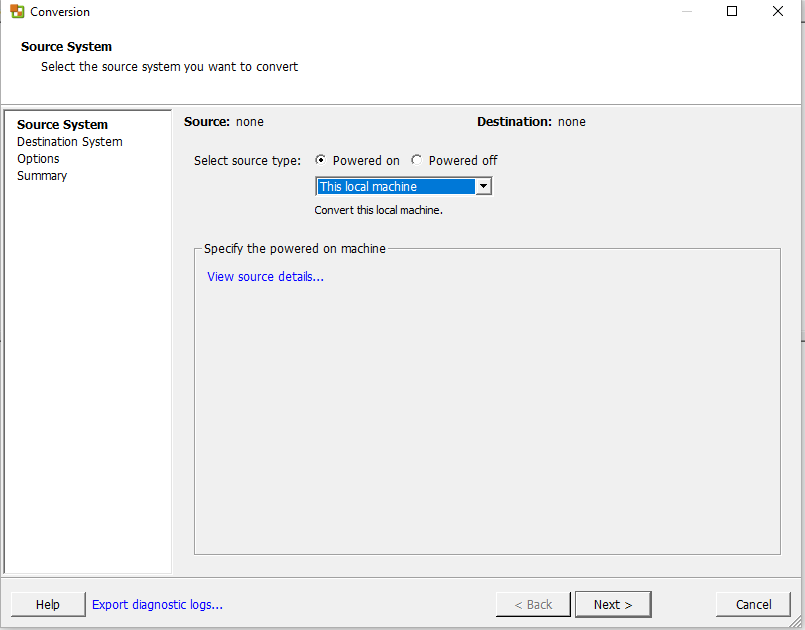 Conversion
Source System
Select the source system you want to convert
Source System
Destination System
Options
Summary
Source: none
Destination: none
Select source type: Powered on Powered off
This local machine
Convert this local machine.
Specify the powered on machine
View source details...
Help
Export diagnostic logs...
< Back
Next >
Cancel